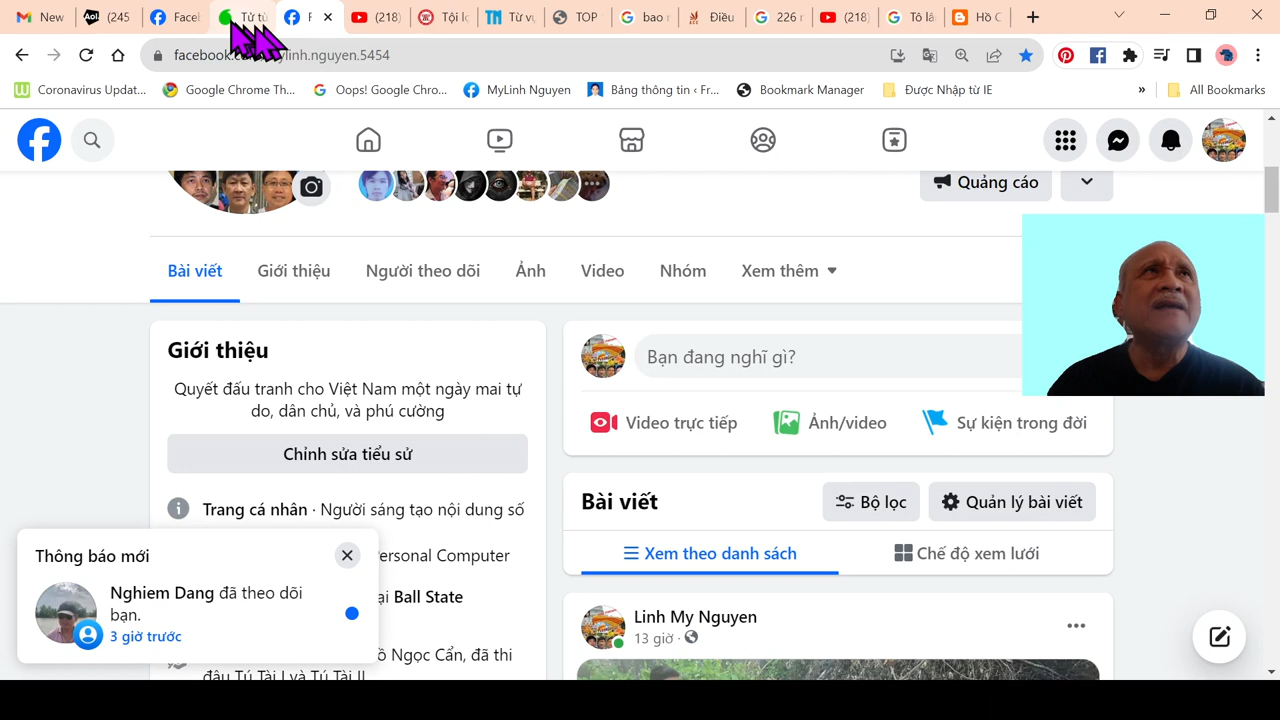 New
(245
Facel
Từ tù
F
(218)
Tội lo
Từ vụ
TOP
bao n
Điều
226 r
(218)
Tô lâ
Hồ C
facebook.c
ylinh.nguyen.5454
Coronavirus Updat...
Google Chrome Th...
Oops! Google Chro...
MyLinh Nguyen
Bảng thông tin ‹ Fr...
Bookmark Manager
Được Nhập từ IE
»
All Bookmarks
Quảng cáo
Bài viết
Giới thiệu
Người theo dõi
Ảnh
Video
Nhóm
Xem thêm
Giới thiệu
Quyết đấu tranh cho Việt Nam một ngày mai tự
do, dân chủ, và phú cường
Chỉnh sửa tiểu sử
Trang cá nhân · Người sáng tạo nội dung số
ersonal Computer
ại Ball State
ồ Ngọc Cẩn, đã thi
đậu Tú Tài I và Tú Tài II
Bạn đang nghĩ gì?
Video trực tiếp
Ảnh/video
Sự kiện trong đời
Bài viết
Bộ lọc
Quản lý bài viết
Xem theo danh sách
Chế độ xem lưới
Linh My Nguyen
13 giờ ·
Thông báo mới
Nghiem Dang đã theo dõi
bạn.
3 giờ trước